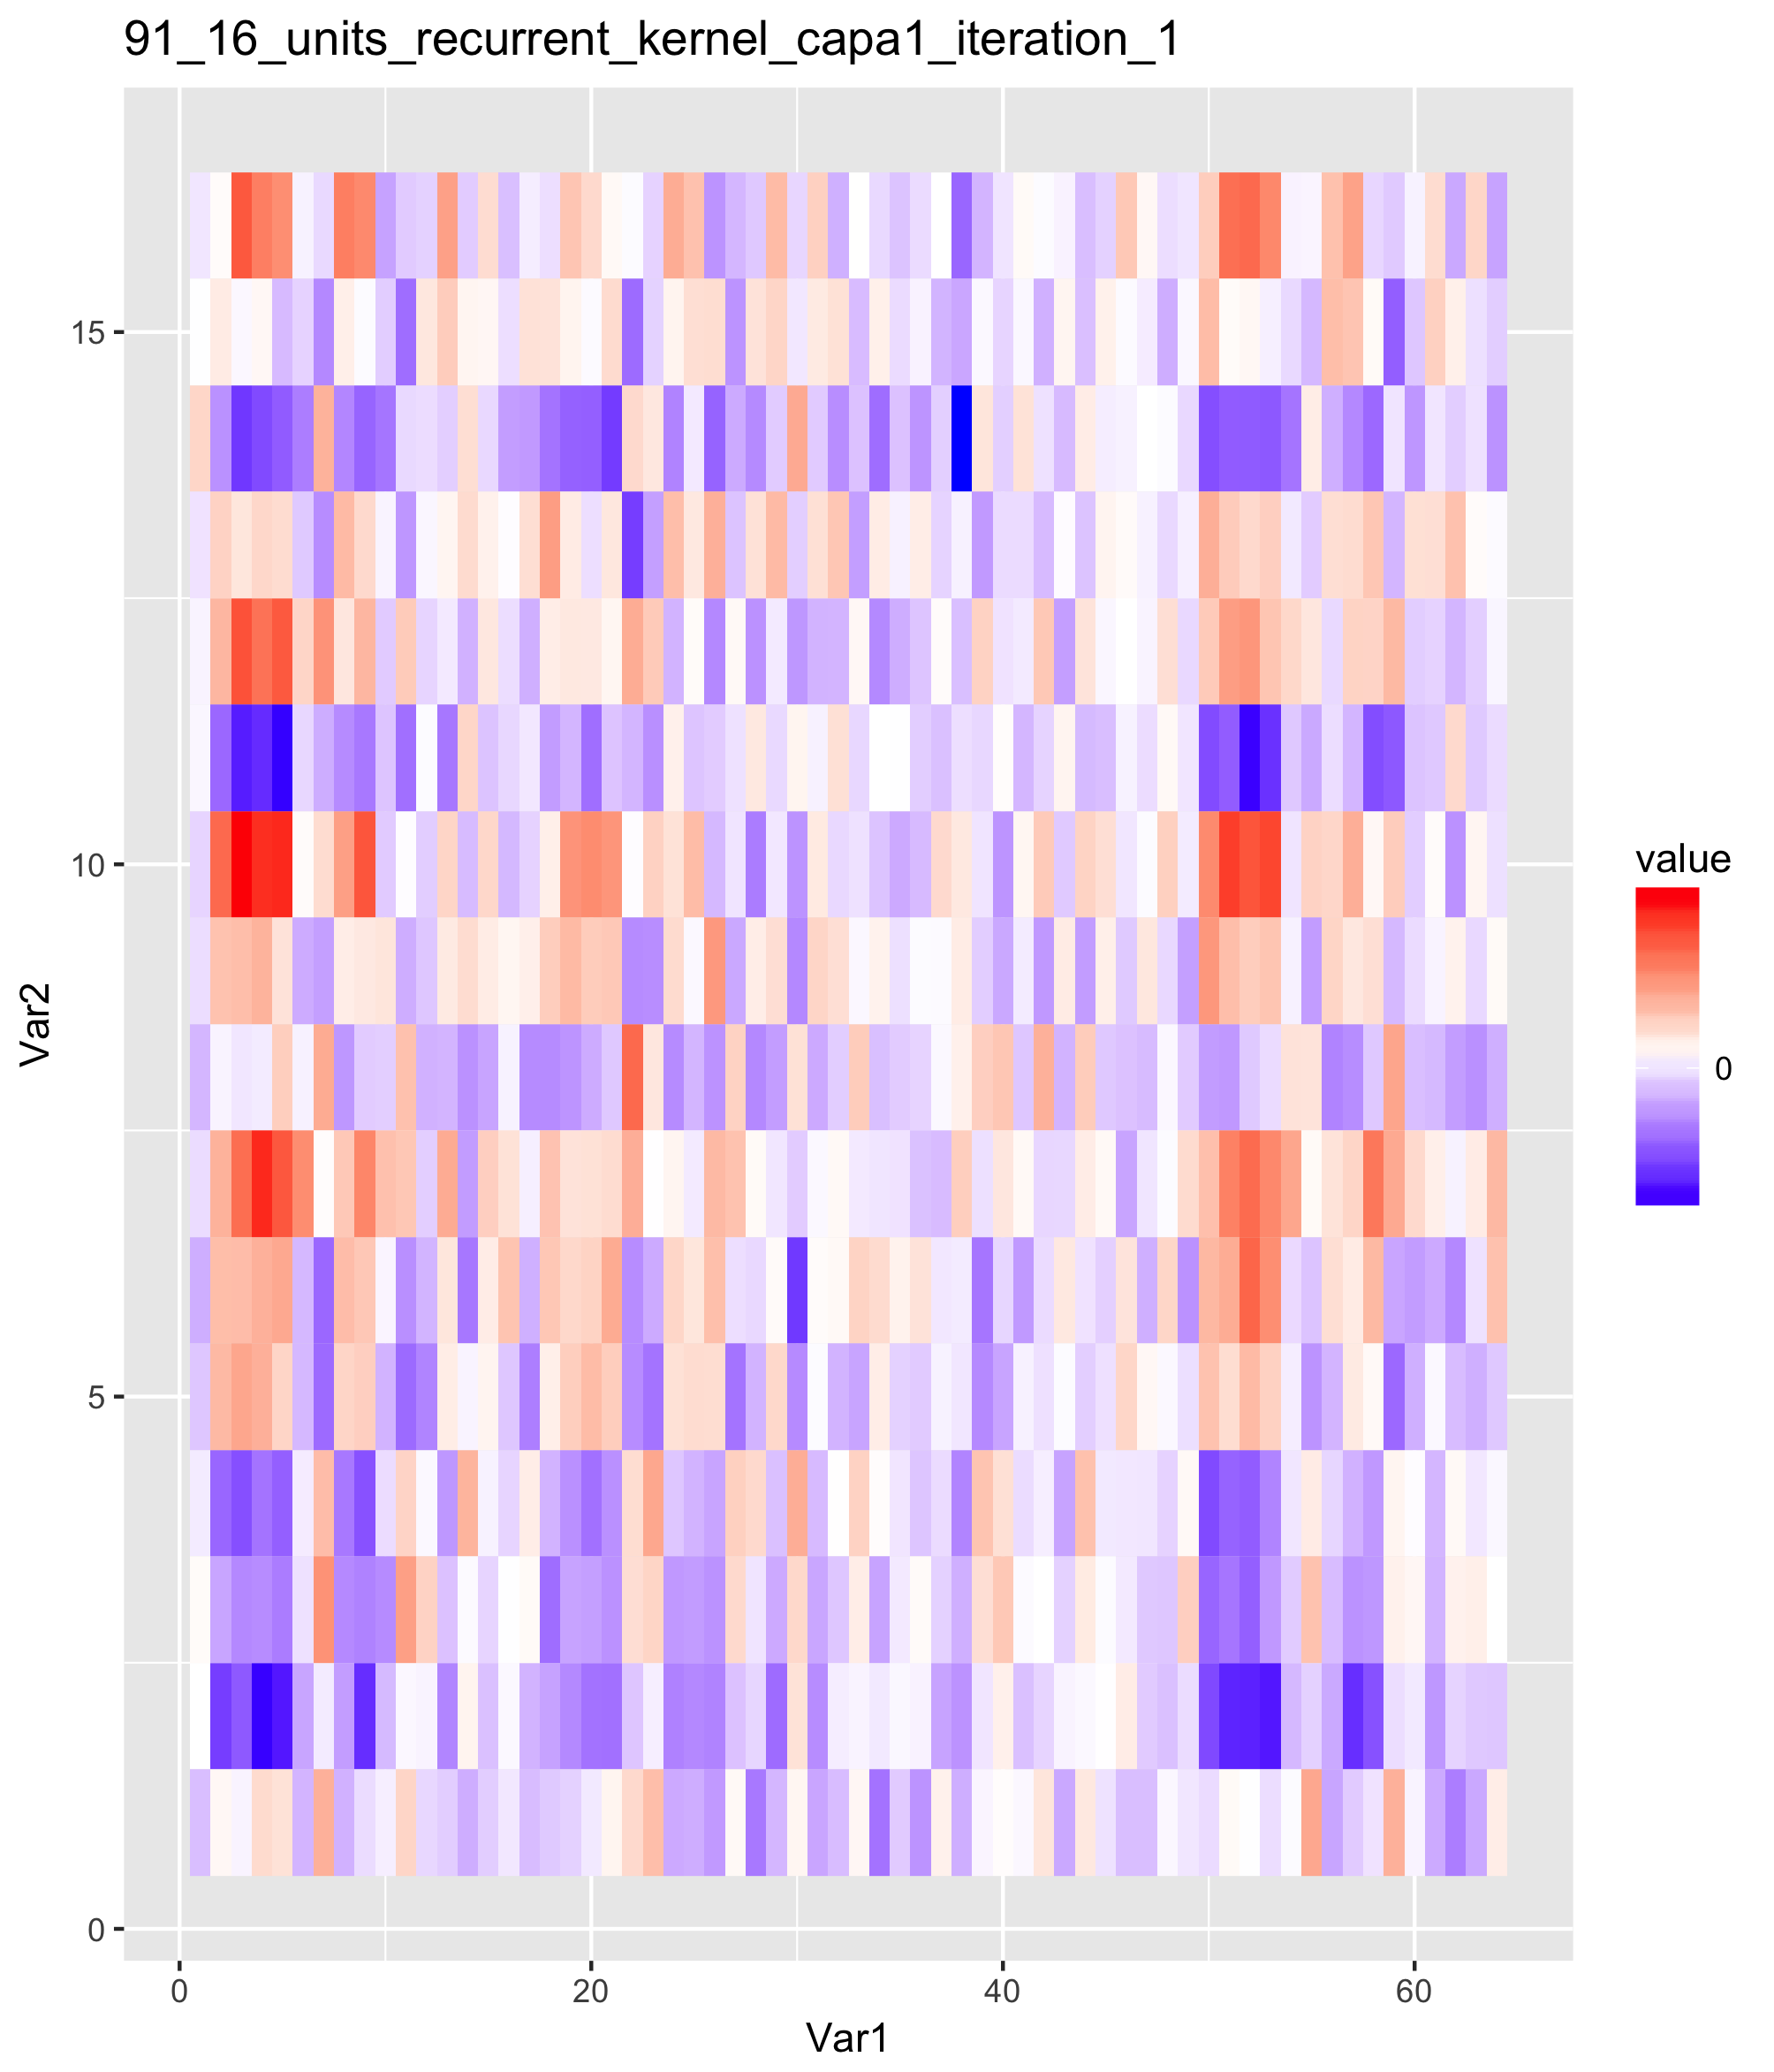 91_16_units_recurrent_kernel_capa1_iteration_1
15
10
5
0
Var2
0
20
40
60
Var1
value
0